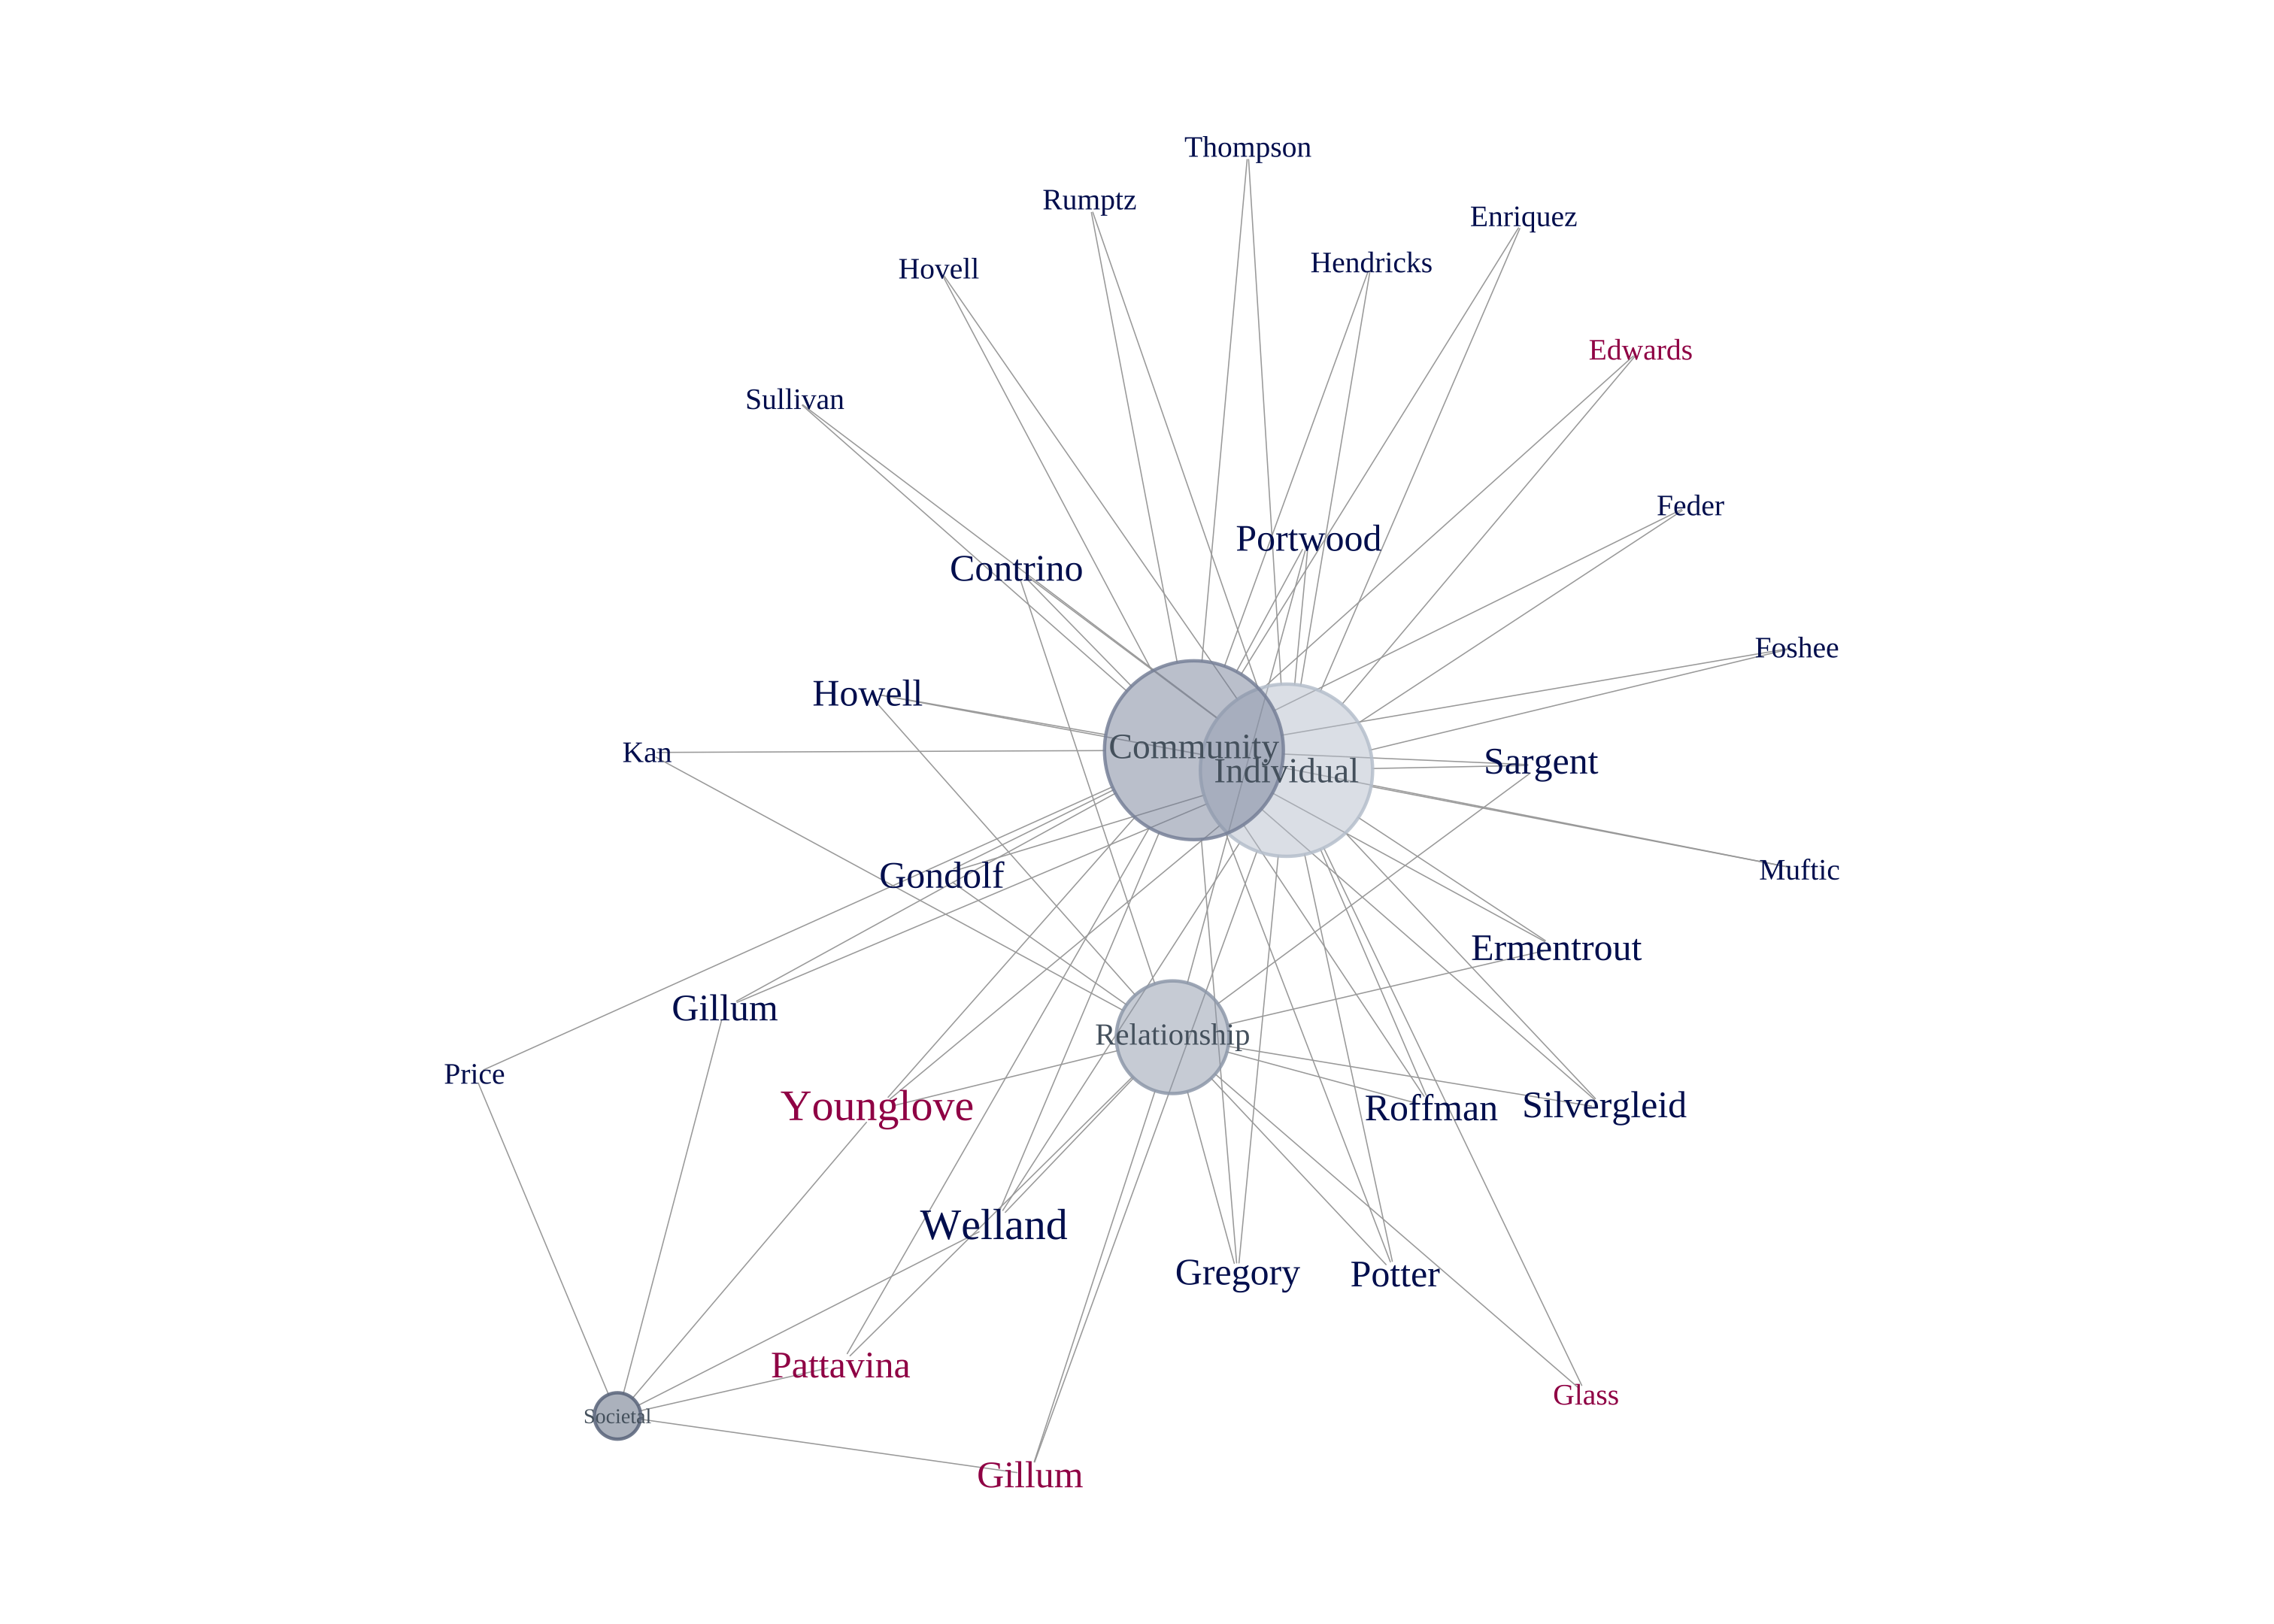 Thompson
Rumptz
Enriquez
Hendricks
Hovell
Edwards
Sullivan
Feder
Portwood
Contrino
Foshee
Howell
Community
Kan
Sargent
Individual
Muftic
Gondolf
Ermentrout
Gillum
Relationship
Price
Younglove
Roffman
Silvergleid
Welland
Gregory
Potter
Pattavina
Glass
Societal
Gillum